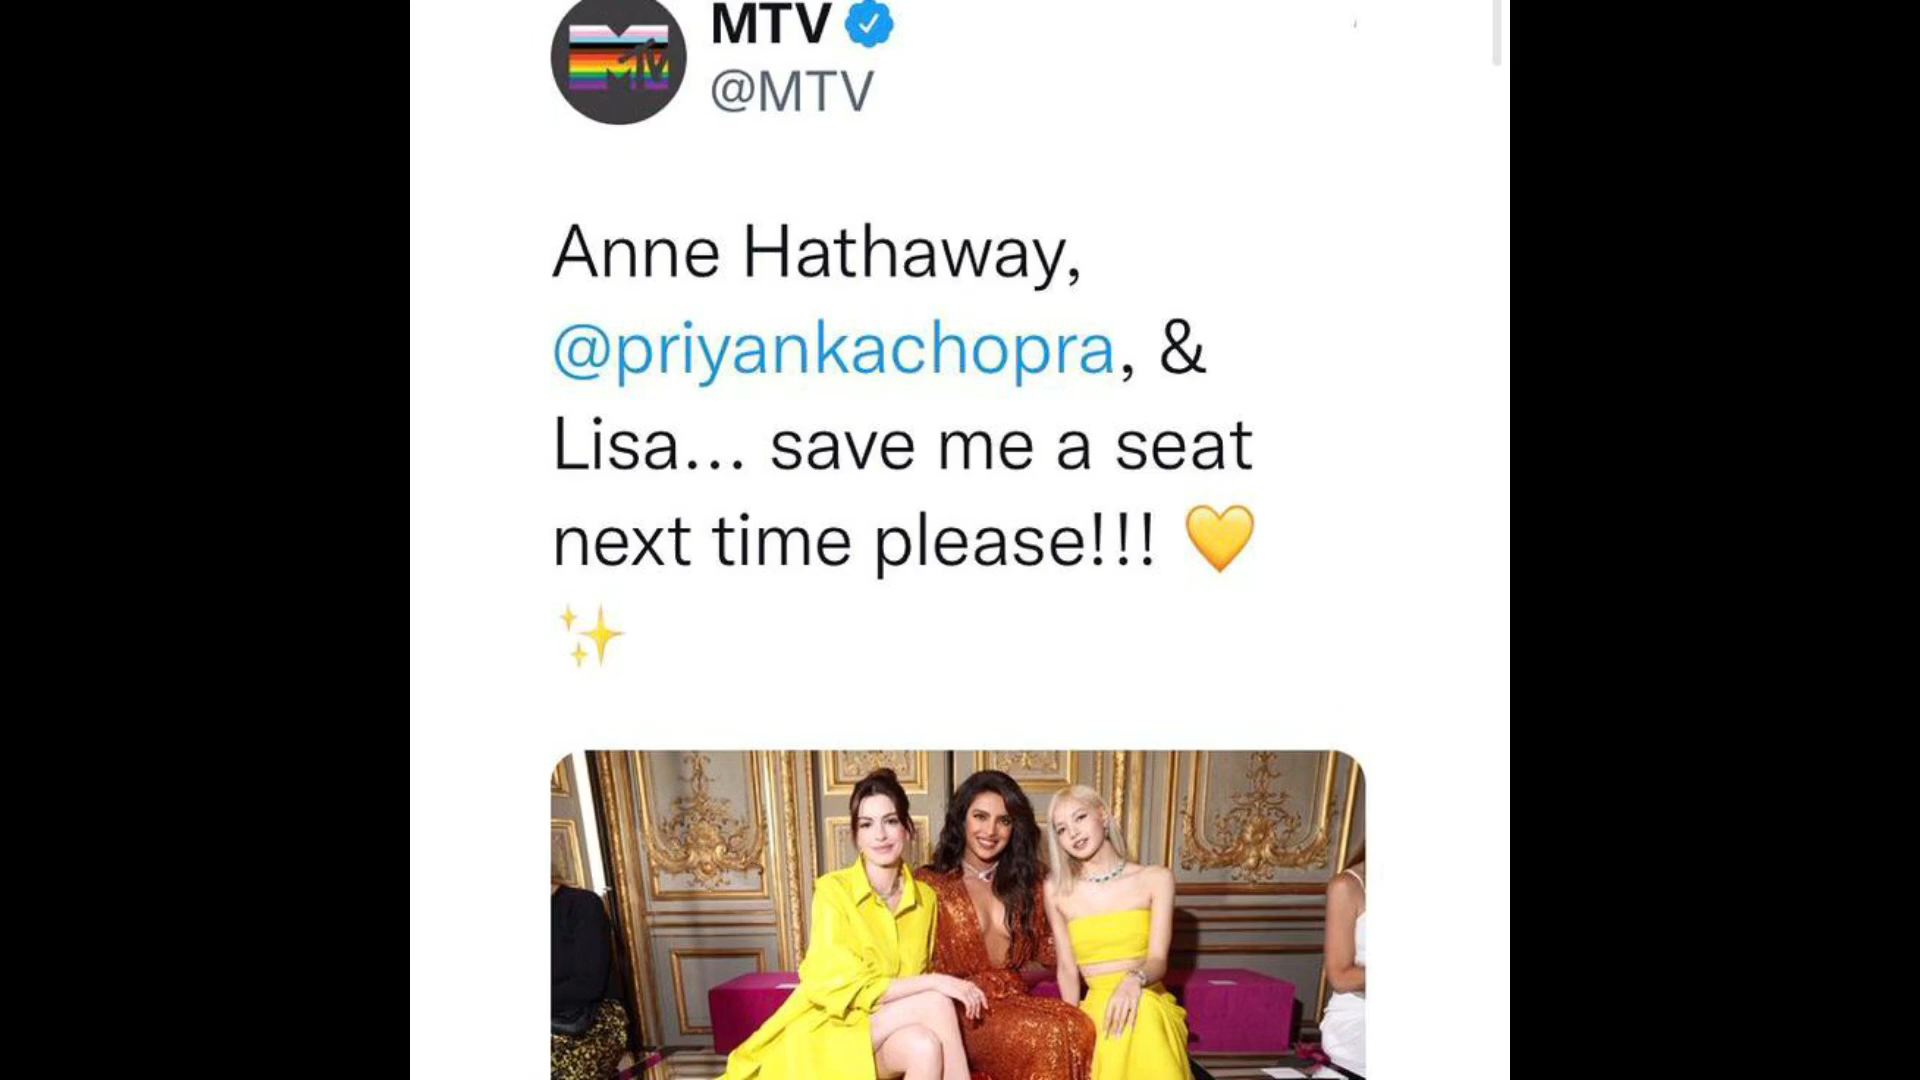 MTV
@MTV
Anne Hathaway,
@priyankachopra, &
Lisa... save me a seat
next time please!!! 💛
✨